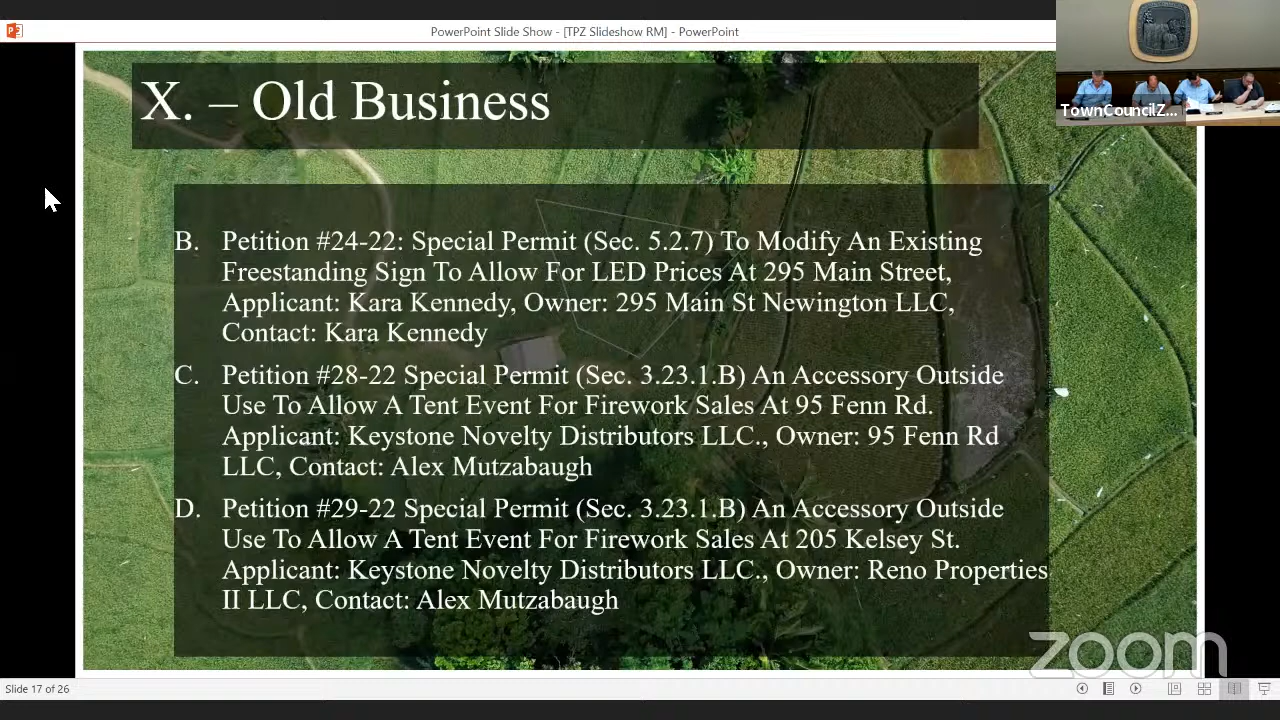 PowerPoint Slide Show - [TPZ Slideshow RM] - PowerPoint
TownCouncilZ...
X. – Old Business
B. Petition #24-22: Special Permit (Sec. 5.2.7) To Modify An Existing
Freestanding Sign To Allow For LED Prices At 295 Main Street,
Applicant: Kara Kennedy, Owner: 295 Main St Newington LLC,
Contact: Kara Kennedy
C. Petition #28-22 Special Permit (Sec. 3.23.1.B) An Accessory Outside
Use To Allow A Tent Event For Firework Sales At 95 Fenn Rd.
Applicant: Keystone Novelty Distributors LLC., Owner: 95 Fenn Rd
LLC, Contact: Alex Mutzabaugh
D. Petition #29-22 Special Permit (Sec. 3.23.1.B) An Accessory Outside
Use To Allow A Tent Event For Firework Sales At 205 Kelsey St.
Applicant: Keystone Novelty Distributors LLC., Owner: Reno Properties
II LLC, Contact: Alex Mutzabaugh
zoom
Slide 17 of 26